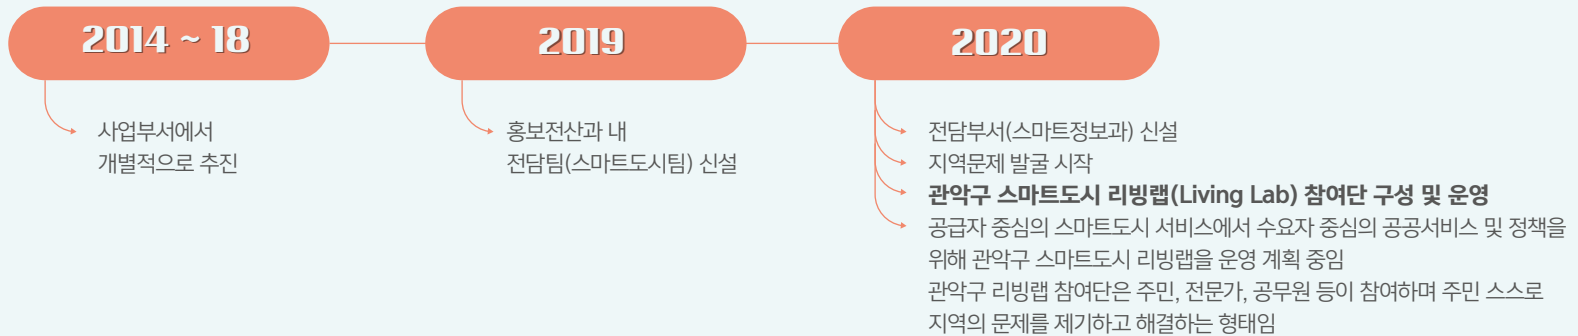 2014 ~ 18
2019
2020
사업부서에서
개별적으로 추진
홍보전산과 내
전담팀(스마트도시팀) 신설
전담부서(스마트정보과) 신설
지역문제 발굴 시작
관악구 스마트도시 리빙랩(Living Lab) 참여단 구성 및 운영
공급자 중심의 스마트도시 서비스에서 수요자 중심의 공공서비스 및 정책을
위해 관악구 스마트도시 리빙랩을 운영 계획 중임
관악구 리빙랩 참여단은 주민, 전문가, 공무원 등이 참여하며 주민 스스로
지역의 문제를 제기하고 해결하는 형태임